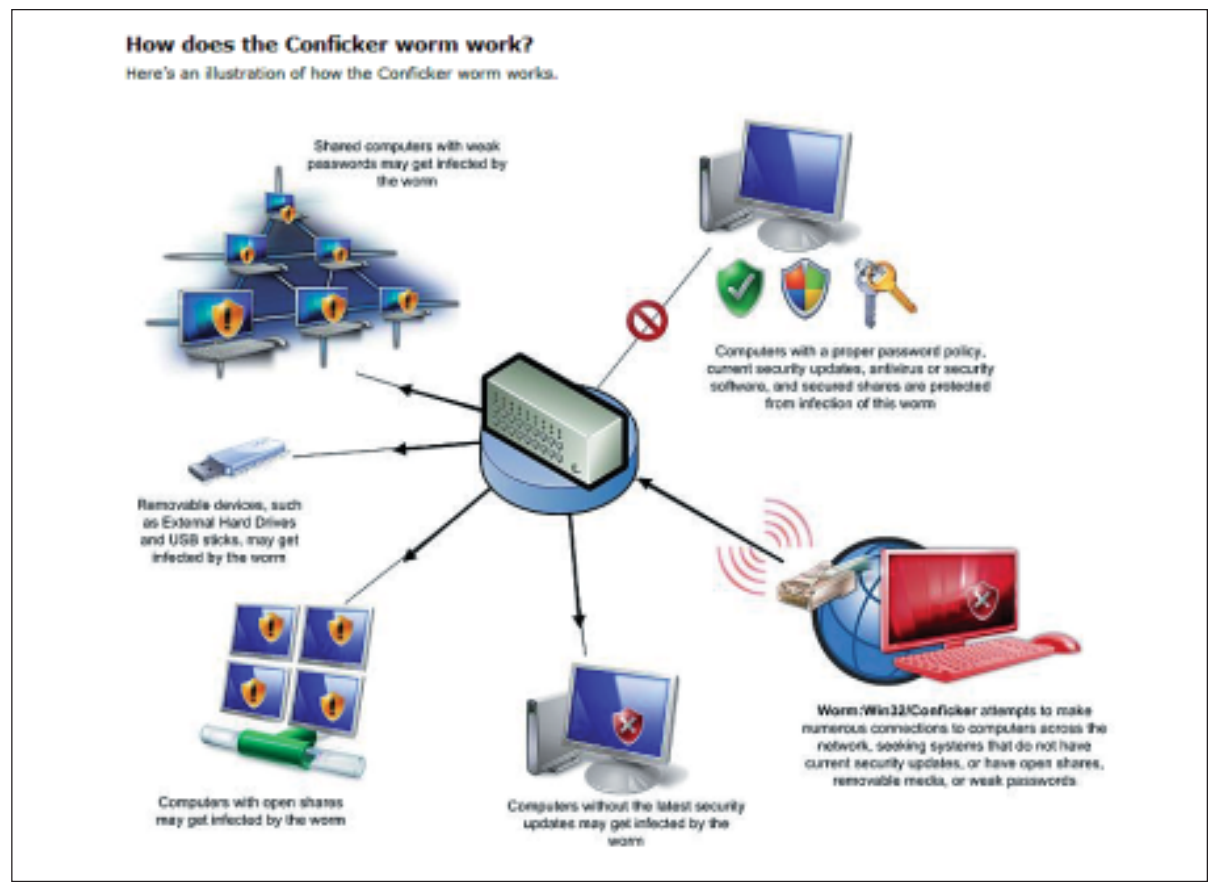 How does the Conficker worm work?
Here's an illustration of how the Conficker worm works.
Shared computers with weak
passwords may get infected by
the worm
Computers with a proper password policy,
current security updates, antivirus or security
software, and secured shares are protected
from infection of this worm
Removable devices, such
as External Hard Drives
and USB sticks, may get
infected by the worm
Worm:Win32/Conficker attempts to make
numerous connections to computers across the
network, seeking systems that do not have
current security updates, or have open shares,
removable media, or weak passwords
Computers with open shares
may get infected by the worm
Computers without the latest security
updates may get infected by the
worm